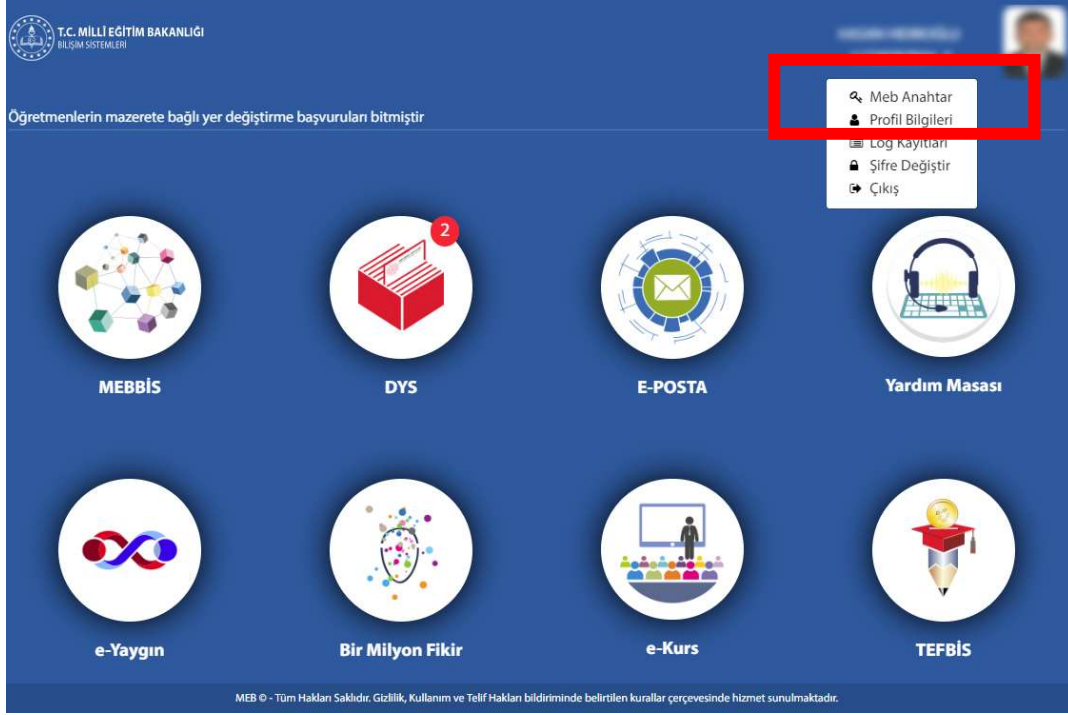 T.C. MİLLÎ EĞİTİM BAKANLIĞI
BİLİŞİM SİSTEMLERİ
Meb Anahtar
Öğretmenlerin mazerete bağlı yer değiştirme başvuruları bitmiştir
Profil Bilgileri
Log Kayıtları
Şifre Değiştir
Çıkış
2
MEBBİS
DYS
E-POSTA
Yardım Masası
e-Yaygın
Bir Milyon Fikir
e-Kurs
TEFBİS
MEB © - Tüm Hakları Saklıdır. Gizlilik, Kullanım ve Telif Hakları bildiriminde belirtilen kurallar çerçevesinde hizmet sunulmaktadır.